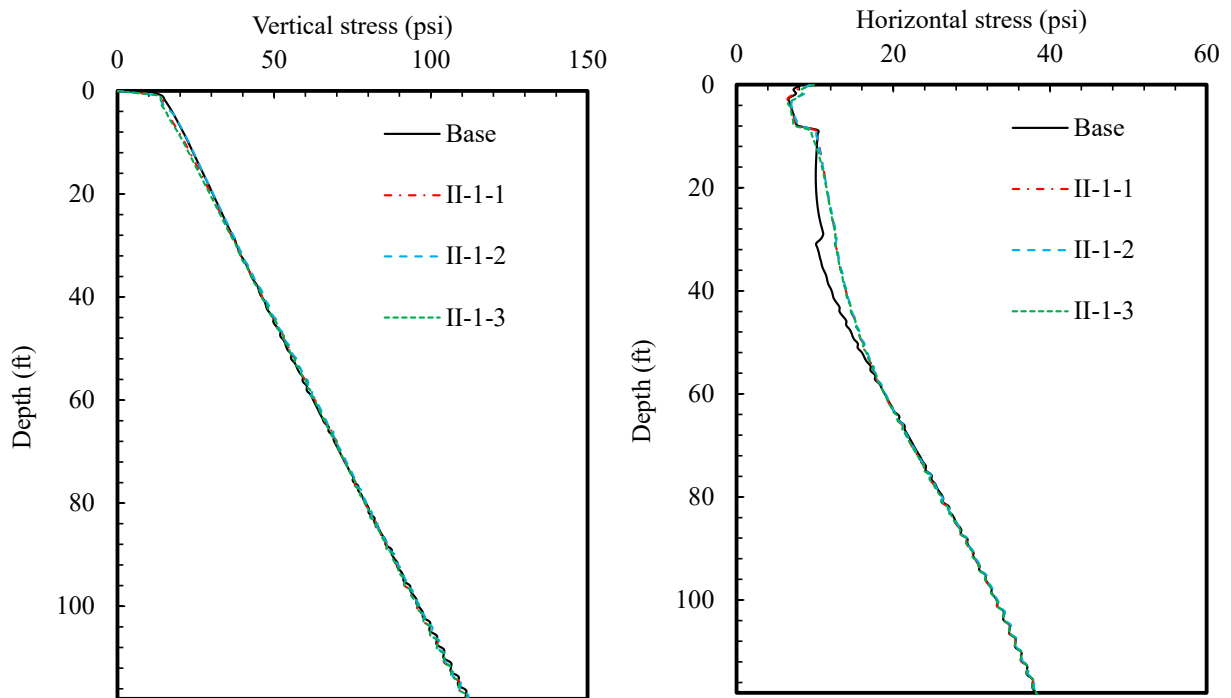 Vertical stress (psi)
0 50 100 150
0
20
40
60
80
100
Depth (ft)
Base
II-1-1
II-1-2
II-1-3
Horizontal stress (psi)
0 20 40 60
0
20
40
60
80
100
Depth (ft)
Base
II-1-1
II-1-2
II-1-3